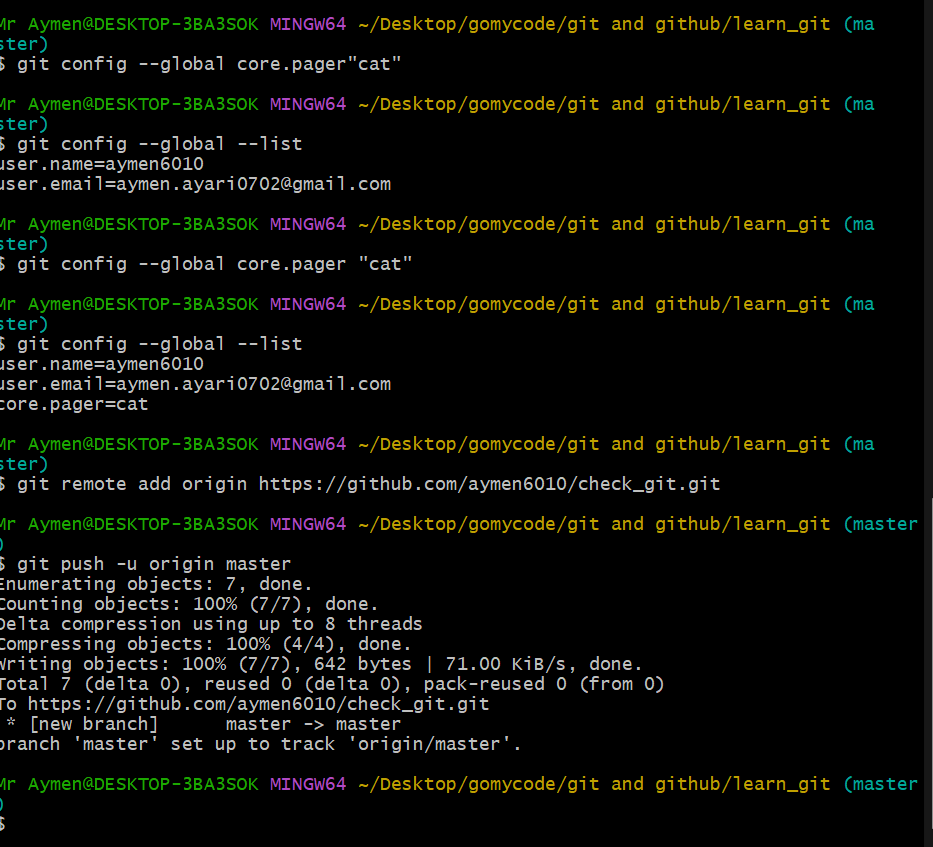 Mr Aymen@DESKTOP-3BA3SOK MINGW64 ~/Desktop/gomycode/git and github/learn_git (ma
ster)
$ git config --global core.pager"cat"
Mr Aymen@DESKTOP-3BA3SOK MINGW64 ~/Desktop/gomycode/git and github/learn_git (ma
ster)
$ git config --global --list
user.name=aymen6010
user.email=aymen.ayari0702@gmail.com
Mr Aymen@DESKTOP-3BA3SOK MINGW64 ~/Desktop/gomycode/git and github/learn_git (ma
ster)
$ git config --global core.pager "cat"
Mr Aymen@DESKTOP-3BA3SOK MINGW64 ~/Desktop/gomycode/git and github/learn_git (ma
ster)
$ git config --global --list
user.name=aymen6010
user.email=aymen.ayari0702@gmail.com
core.pager=cat
Mr Aymen@DESKTOP-3BA3SOK MINGW64 ~/Desktop/gomycode/git and github/learn_git (ma
ster)
$ git remote add origin https://github.com/aymen6010/check_git.git
Mr Aymen@DESKTOP-3BA3SOK MINGW64 ~/Desktop/gomycode/git and github/learn_git (master
)
$ git push -u origin master
Enumerating objects: 7, done.
Counting objects: 100% (7/7), done.
Delta compression using up to 8 threads
Compressing objects: 100% (4/4), done.
Writing objects: 100% (7/7), 642 bytes | 71.00 KiB/s, done.
Total 7 (delta 0), reused 0 (delta 0), pack-reused 0 (from 0)
To https://github.com/aymen6010/check_git.git
 * [new branch]      master -> master
branch 'master' set up to track 'origin/master'.
Mr Aymen@DESKTOP-3BA3SOK MINGW64 ~/Desktop/gomycode/git and github/learn_git (master
)
$